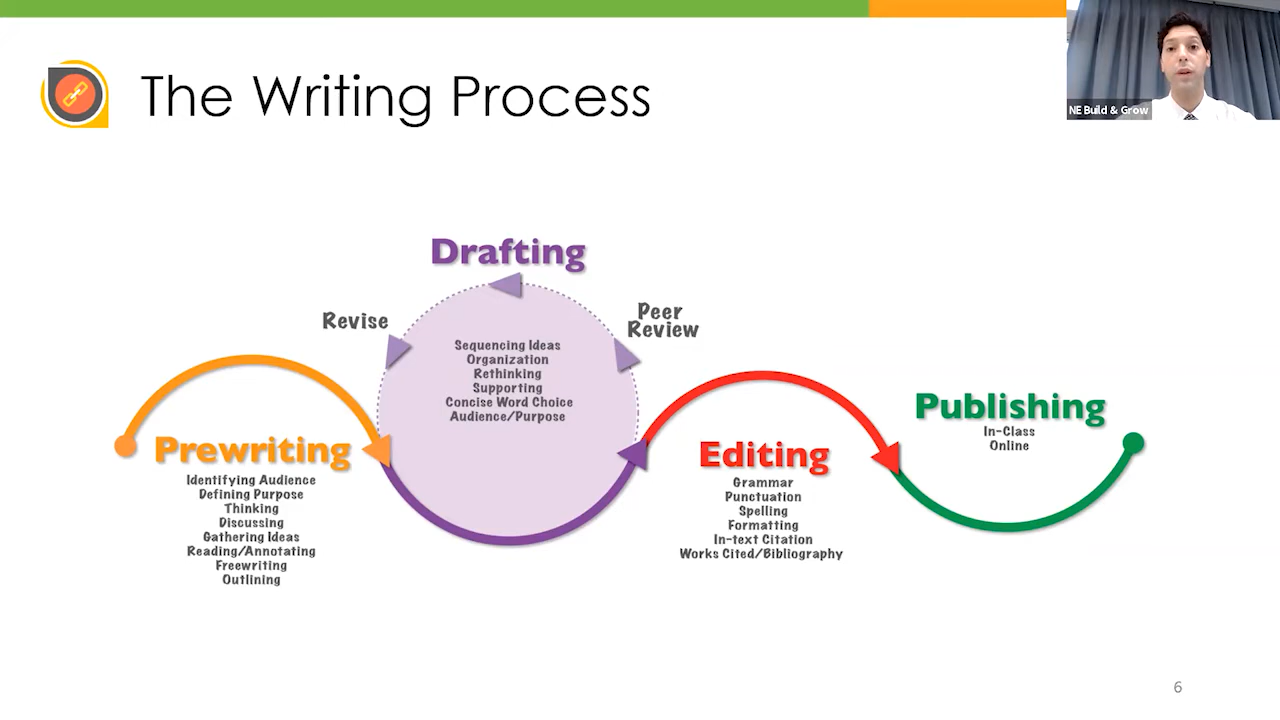 The Writing Process
NE Build & Grow
Drafting
Revise
Peer
Review
Sequencing Ideas
Organization
Rethinking
Supporting
Concise Word Choice
Audience/Purpose
Prewriting
Identifying Audience
Defining Purpose
Thinking
Discussing
Gathering Ideas
Reading/Annotating
Freewriting
Outlining
Editing
Grammar
Punctuation
Spelling
Formatting
In-text Citation
Works Cited/Bibliography
Publishing
In-Class
Online
6